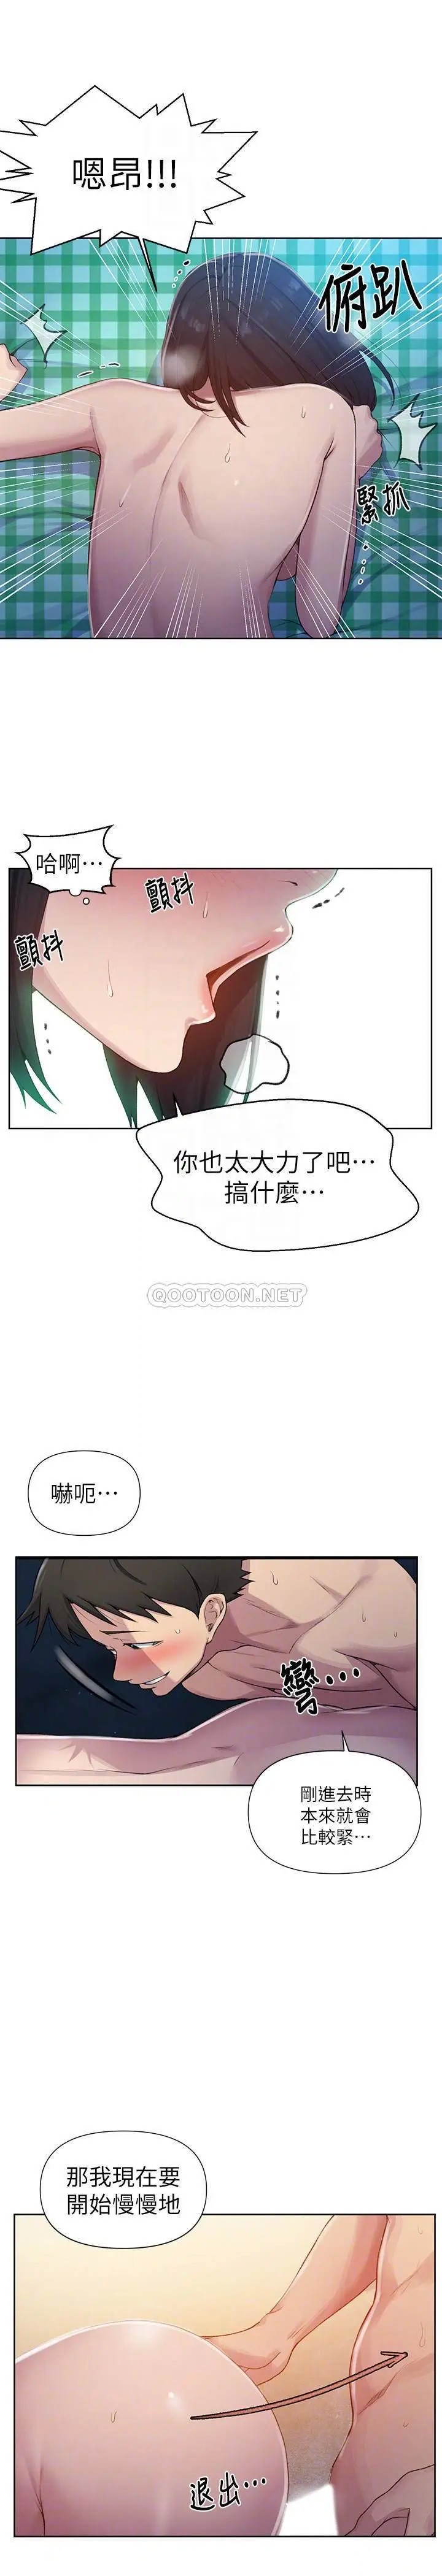 嗯昂!!!
俯趴
緊抓
哈啊…
顫抖
顫抖
你也太大力了吧…
搞什麼…
QOOTOON.NET
嚇呃…
彎…
剛進去時
本來就會
比較緊…
那我現在要
開始慢慢地
退出…